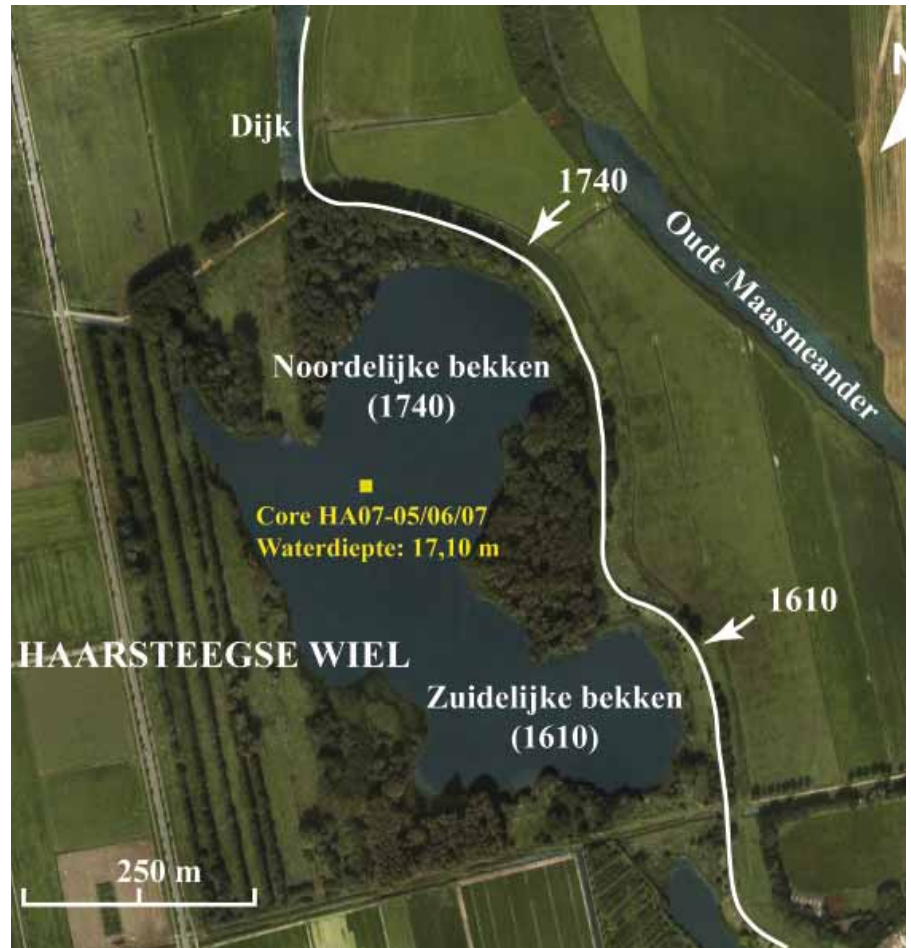 N
Dijk
1740
Oude Maasmeander
Noordelijke bekken
(1740)
Core HA07-05/06/07
Waterdiepte: 17,10 m
1610
HAARSTEEGSE WIEL
Zuidelijke bekken
(1610)
250 m